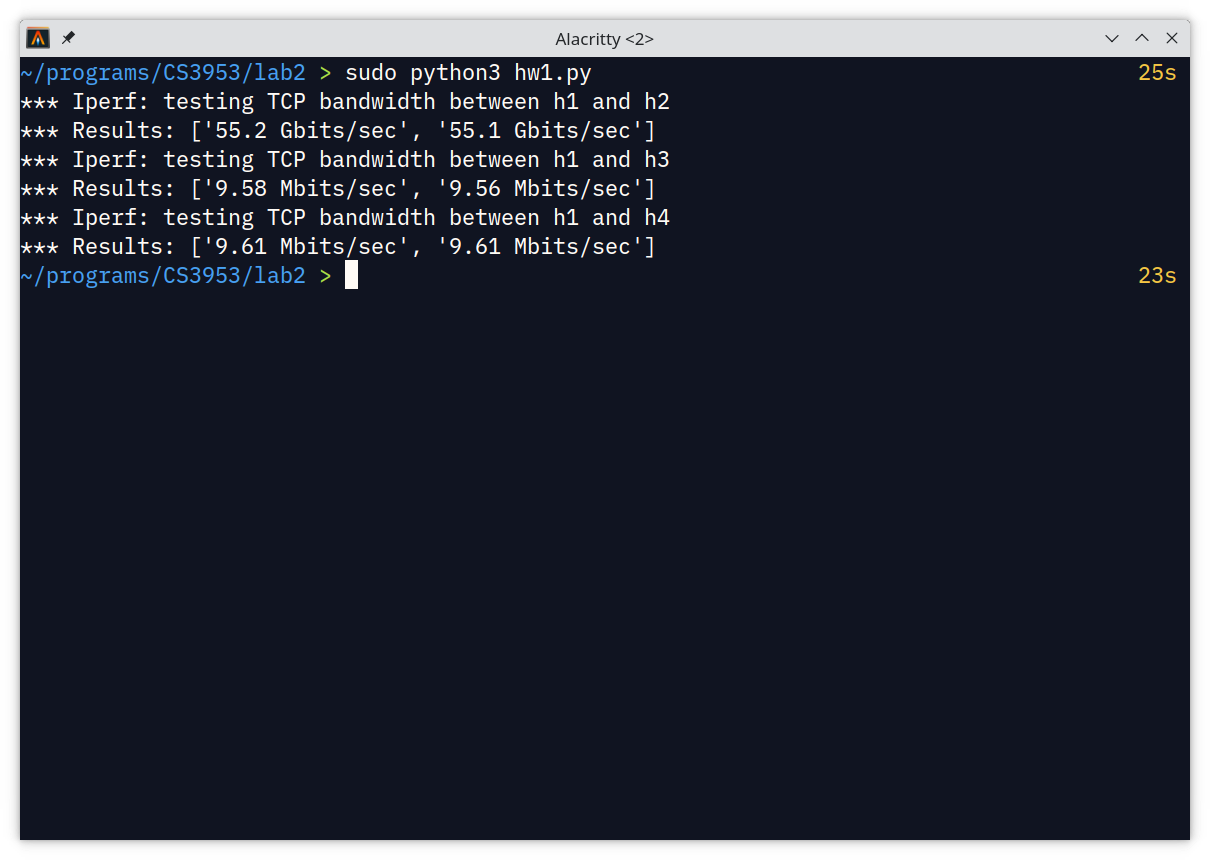 Alacritty <2>
~/programs/CS3953/lab2 > sudo python3 hw1.py 25s
*** Iperf: testing TCP bandwidth between h1 and h2
*** Results: ['55.2 Gbits/sec', '55.1 Gbits/sec']
*** Iperf: testing TCP bandwidth between h1 and h3
*** Results: ['9.58 Mbits/sec', '9.56 Mbits/sec']
*** Iperf: testing TCP bandwidth between h1 and h4
*** Results: ['9.61 Mbits/sec', '9.61 Mbits/sec']
~/programs/CS3953/lab2 > 23s